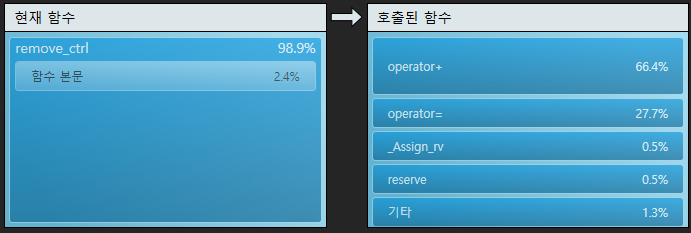 현재 함수
호출된 함수
remove_ctrl 98.9%
함수 본문 2.4%
operator+ 66.4%
operator= 27.7%
_Assign_rv 0.5%
reserve 0.5%
기타 1.3%